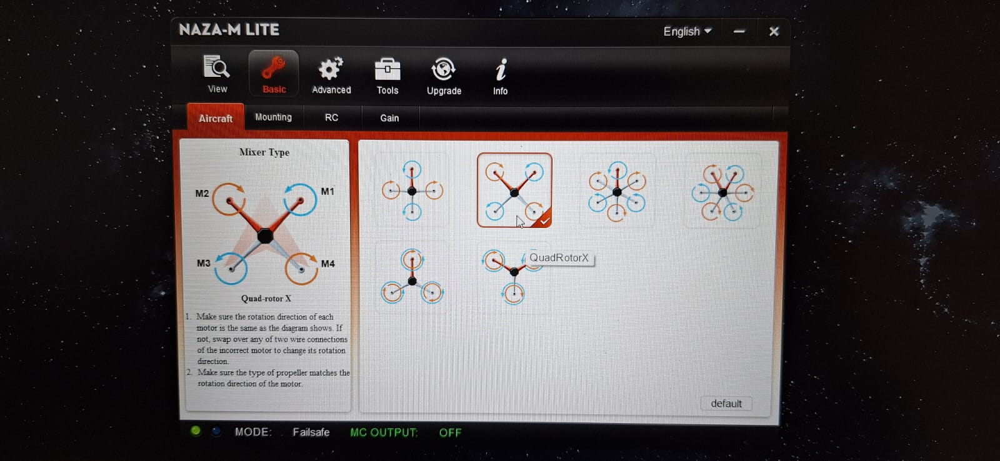 NAZA-M LITE
English
View
Basic
Advanced
Tools
Upgrade
Info
Aircraft
Mounting
RC
Gain
Mixer Type
M2
M1
M3
M4
Quad-rotor X
1. Make sure the rotation direction of each
motor is the same as the diagram shows. If
not, swap over any of two wire connections
of the incorrect motor to change its rotation
direction.
2. Make sure the type of propeller matches the
rotation direction of the motor.
QuadRotorX
default
MODE: Failsafe MC OUTPUT: OFF